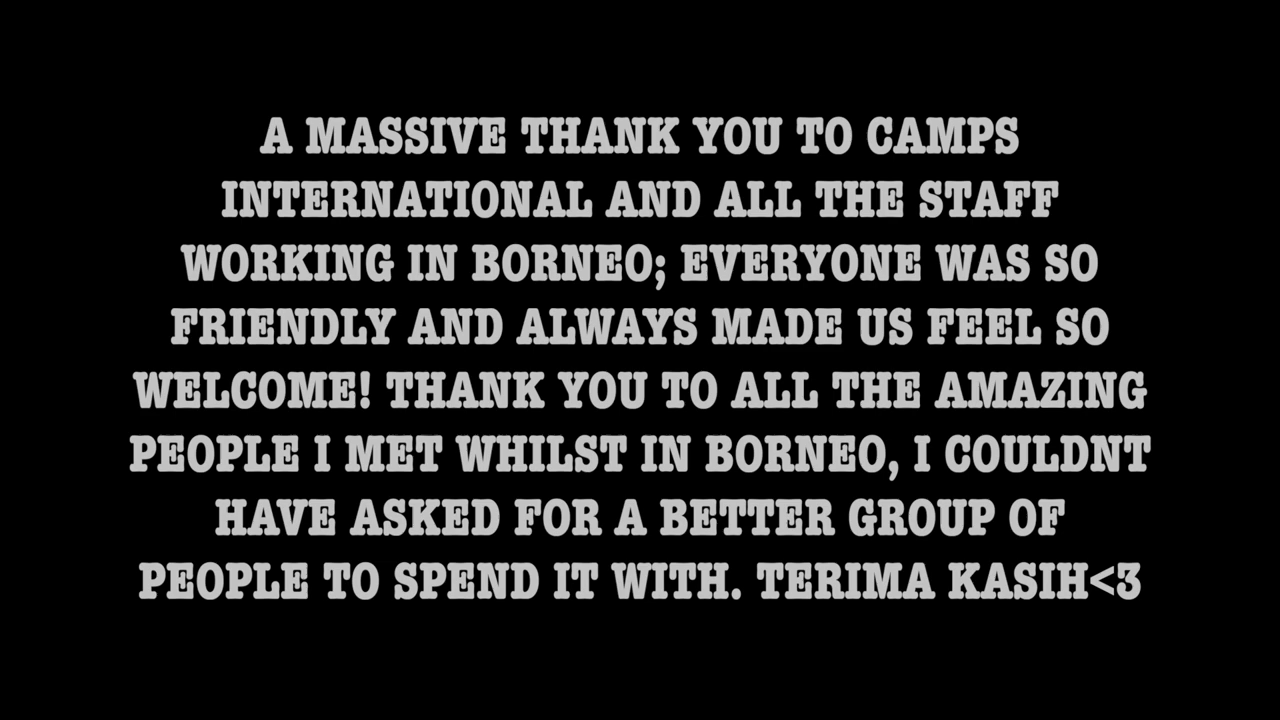 A MASSIVE THANK YOU TO CAMPS
INTERNATIONAL AND ALL THE STAFF
WORKING IN BORNEO; EVERYONE WAS SO
FRIENDLY AND ALWAYS MADE US FEEL SO
WELCOME! THANK YOU TO ALL THE AMAZING
PEOPLE I MET WHILST IN BORNEO, I COULDNT
HAVE ASKED FOR A BETTER GROUP OF
PEOPLE TO SPEND IT WITH. TERIMA KASIH<3